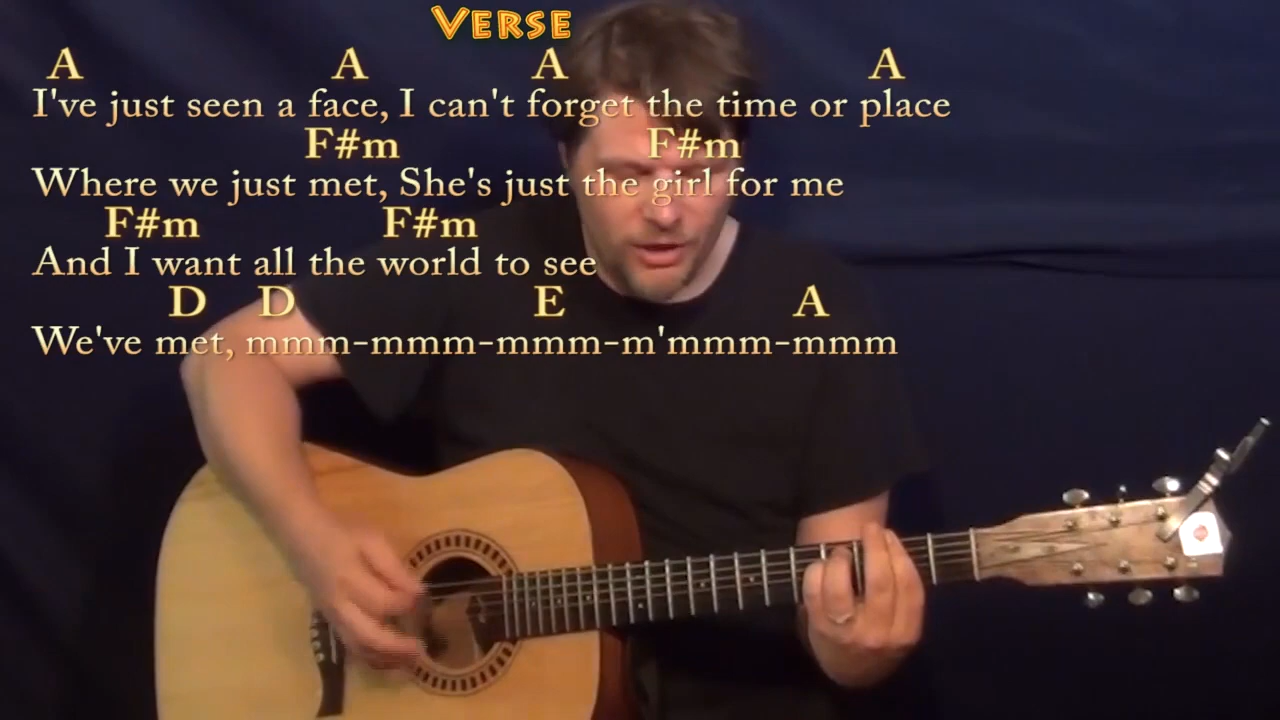 VERSE
A A A A
I've just seen a face, I can't forget the time or place
F#m F#m
Where we just met, She's just the girl for me
F#m F#m
And I want all the world to see
D D E A
We've met, mmm-mmm-mmm-m'mmm-mmm